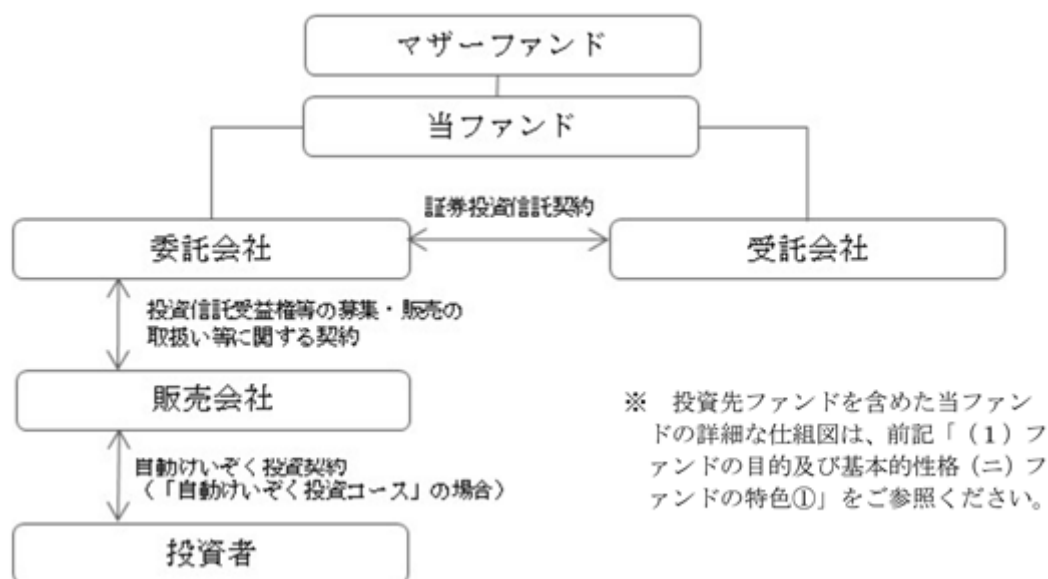 マザーファンド
当ファンド
証券投資信託契約
委託会社
受託会社
投資信託受益権等の募集・販売の
取扱い等に関する契約
販売会社
自動けいぞく投資契約
(「自動けいぞく投資コース」の場合)
投資者
※ 投資先ファンドを含めた当ファン
ドの詳細な仕組図は、前記「(1)フ
ァンドの目的及び基本的性格(ニ)フ
ァンドの特色①」をご参照ください。